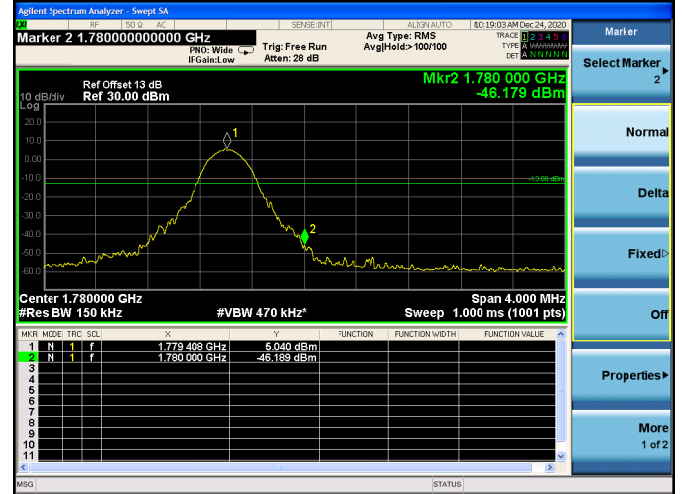 Agilent Spectrum Analyzer - Swept SA
RF 50 Ω AC SENSE:INT ALIGN AUTO 10:19:03 AM Dec 24, 2020
Marker 2 1.780000000000 GHz
PNO: Wide
IFGain:Low
Trig: Free Run
Atten: 28 dB
Avg Type: RMS
Avg|Hold:>100/100
TRACE 1 2 3 4 5 6
TYPE A WWWWW
DET A N N N N N
Ref Offset 13 dB
10 dB/div Ref 30.00 dBm
Log
Mkr2 1.780 000 GHz
-46.179 dBm
20.0
10.0
0.00
-10.0
-20.0
-30.0
-40.0
-50.0
-60.0
1
2
-13.00 dBm
Center 1.780000 GHz Span 4.000 MHz
#Res BW 150 kHz #VBW 470 kHz* Sweep 1.000 ms (1001 pts)
MKR MODE TRC SCL X Y FUNCTION FUNCTION WIDTH FUNCTION VALUE
1 N 1 f 1.779 408 GHz 5.040 dBm
2 N 1 f 1.780 000 GHz -46.189 dBm
3
4
5
6
7
8
9
10
11
MSG STATUS
Marker
Select Marker
2
Normal
Delta
Fixed
Off
Properties
More
1 of 2